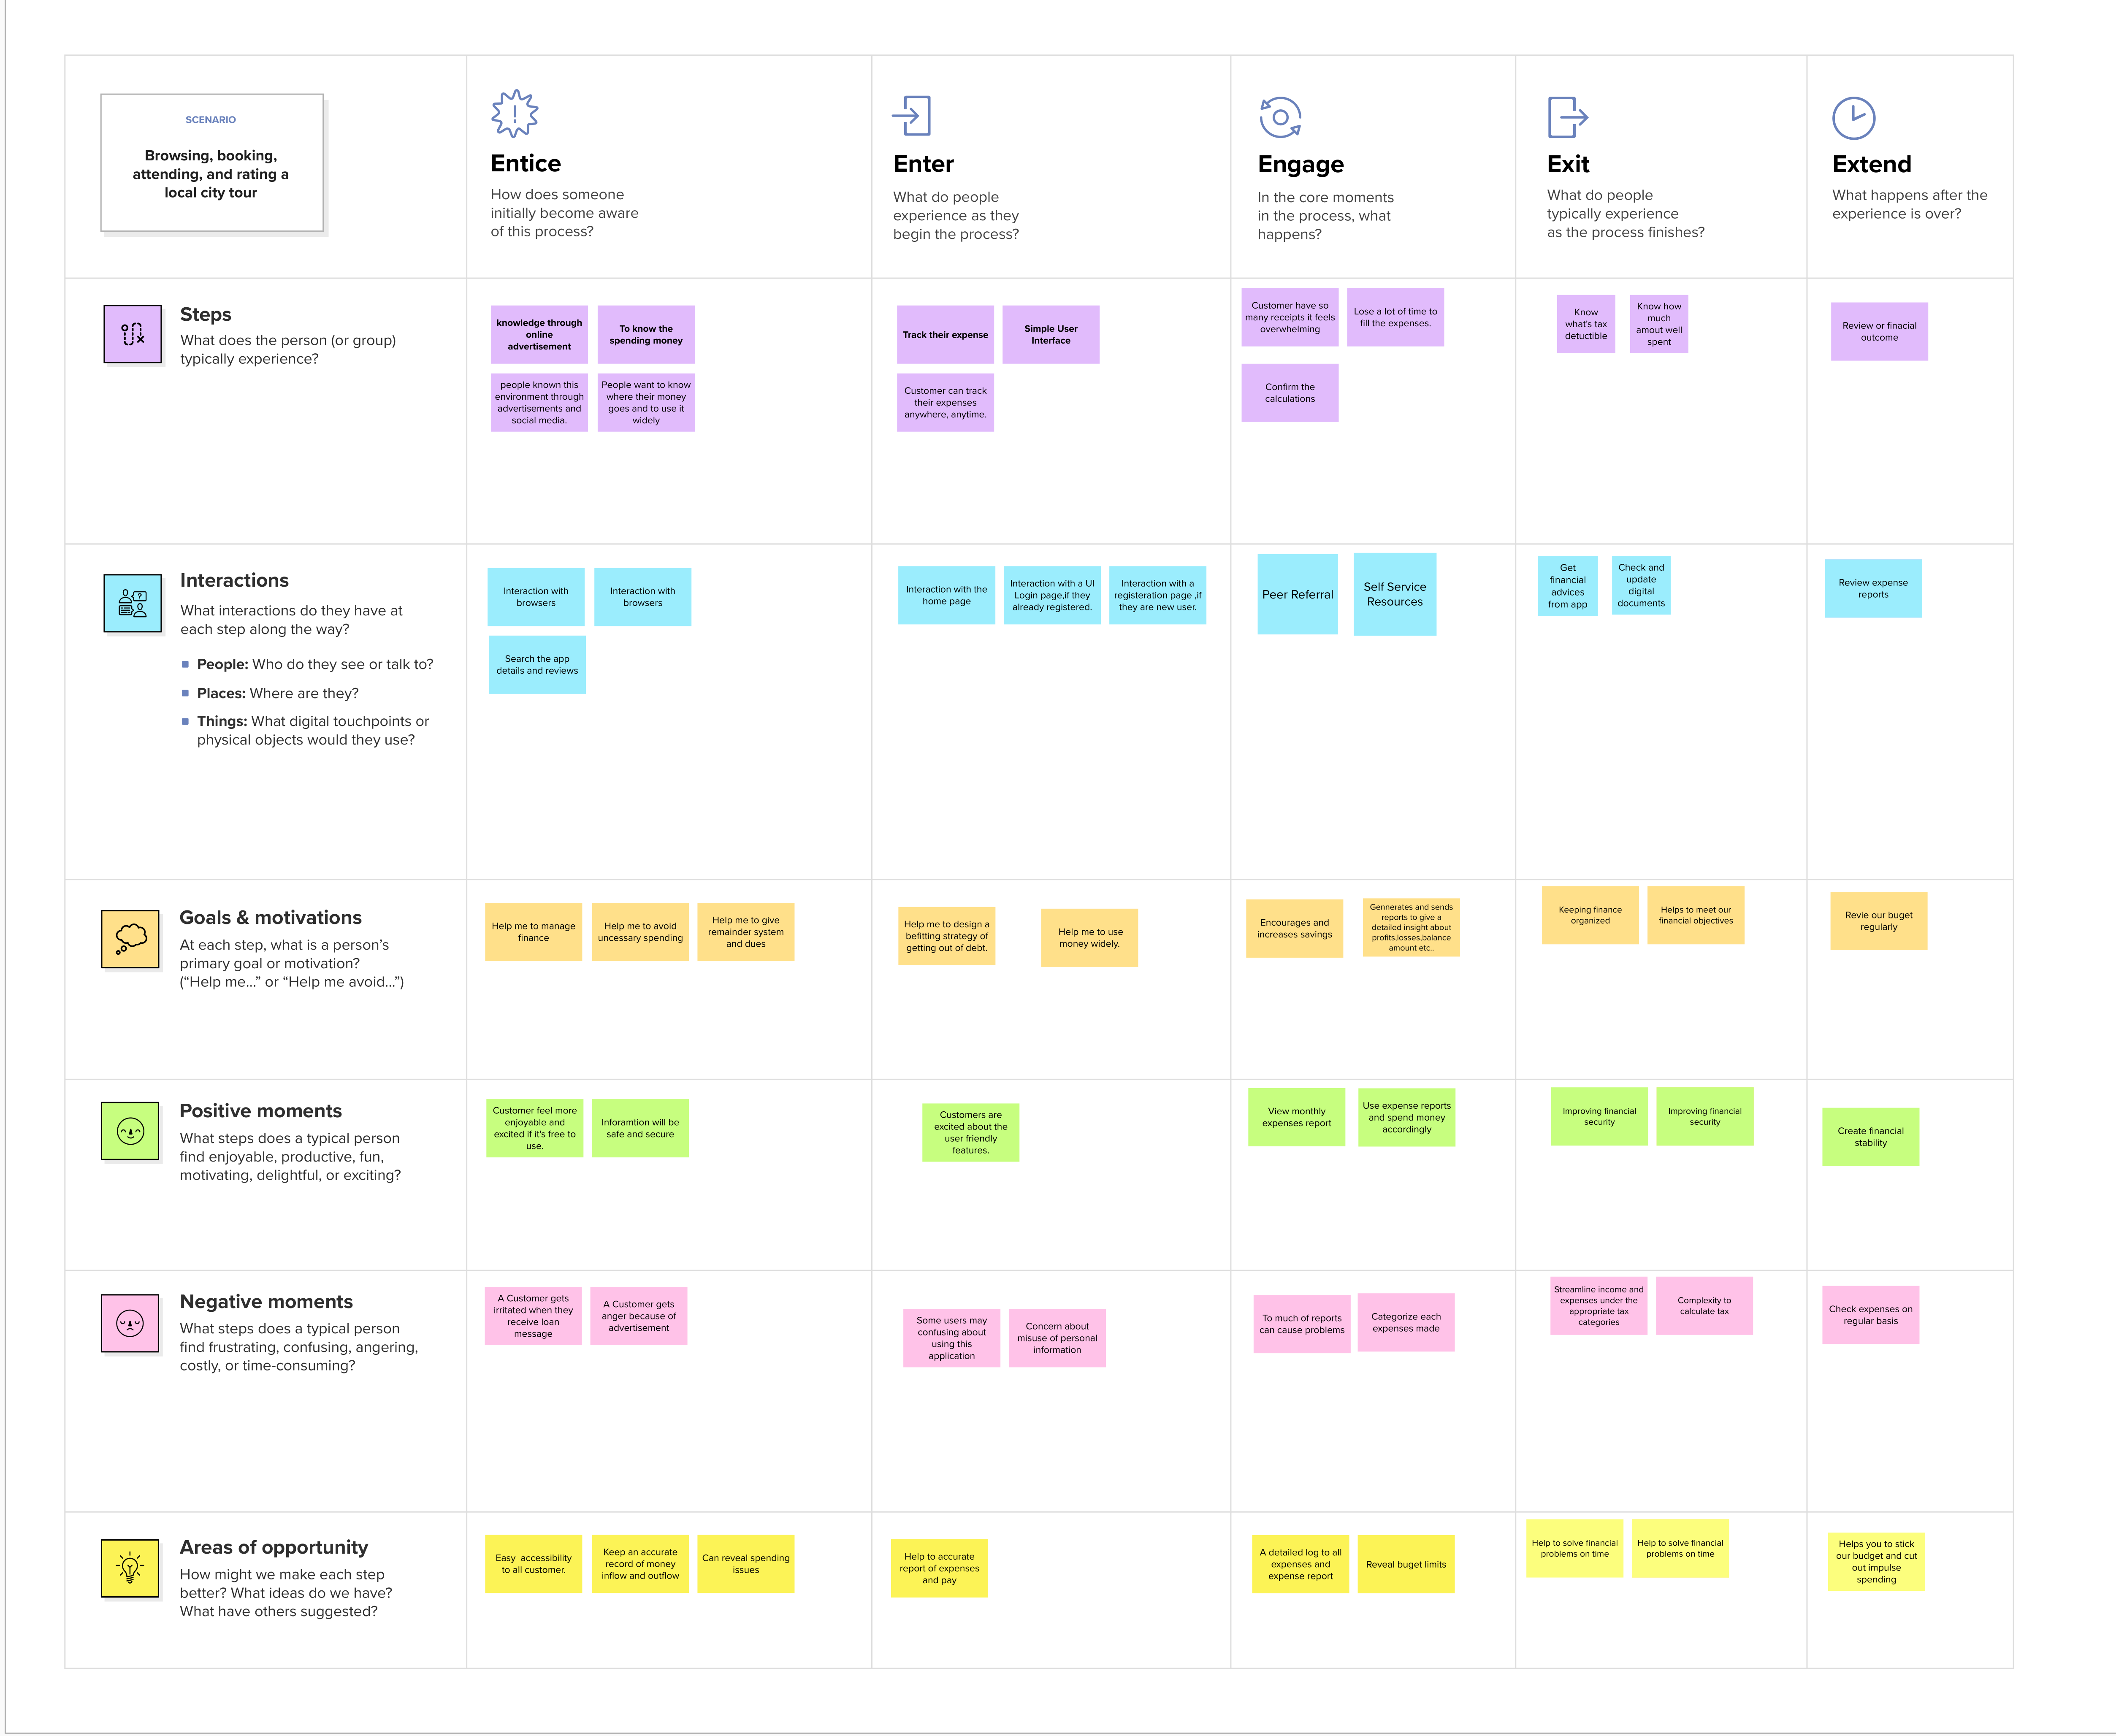 SCENARIO
Browsing, booking,
attending, and rating a
local city tour
Entice
How does someone
initially become aware
of this process?
Enter
What do people
experience as they
begin the process?
Engage
In the core moments
in the process, what
happens?
Exit
What do people
typically experience
as the process finishes?
Extend
What happens after the
experience is over?
Steps
What does the person (or group)
typically experience?
knowledge through
online
advertisement
To know the
spending money
people known this
environment through
advertisements and
social media.
People want to know
where their money
goes and to use it
widely
Track their expense
Simple User
Interface
Customer can track
their expenses
anywhere, anytime.
Customer have so
many receipts it feels
overwhelming
Lose a lot of time to
fill the expenses.
Confirm the
calculations
Know
what's tax
deductible
Know how
much
amout well
spent
Review or finacial
outcome
Interactions
What interactions do they have at
each step along the way?
People: Who do they see or talk to?
Places: Where are they?
Things: What digital touchpoints or
physical objects would they use?
Interaction with
browsers
Interaction with
browsers
Search the app
details and reviews
Interaction with the
home page
Interaction with a UI
Login page,if they
already registered.
Interaction with a
registeration page ,if
they are new user.
Peer Referral
Self Service
Resources
Get
financial
advices
from app
Check and
update
digital
documents
Review expense
reports
Goals & motivations
At each step, what is a person’s
primary goal or motivation?
(“Help me...” or “Help me avoid...”)
Help me to manage
finance
Help me to avoid
uncessary spending
Help me to give
remainder system
and dues
Help me to design a
befitting strategy of
getting out of debt.
Help me to use
money widely.
Encourages and
increases savings
Gennerates and sends
reports to give a
detailed insight about
profits,losses,balance
amount etc..
Keeping finance
organized
Helps to meet our
financial objectives
Revie our buget
regularly
Positive moments
What steps does a typical person
find enjoyable, productive, fun,
motivating, delightful, or exciting?
Customer feel more
enjoyable and
excited if it's free to
use.
Inforamtion will be
safe and secure
Customers are
excited about the
user friendly
features.
View monthly
expenses report
Use expense reports
and spend money
accordingly
Improving financial
security
Improving financial
security
Create financial
stability
Negative moments
What steps does a typical person
find frustrating, confusing, angering,
costly, or time-consuming?
A Customer gets
irritated when they
receive loan
message
A Customer gets
anger because of
advertisement
Some users may
confusing about
using this
application
Concern about
misuse of personal
information
To much of reports
can cause problems
Categorize each
expenses made
Streamline income and
expenses under the
appropriate tax
categories
Complexity to
calculate tax
Check expenses on
regular basis
Areas of opportunity
How might we make each step
better? What ideas do we have?
What have others suggested?
Easy accessibility
to all customer.
Keep an accurate
record of money
inflow and outflow
Can reveal spending
issues
Help to accurate
report of expenses
and pay
A detailed log to all
expenses and
expense report
Reveal buget limits
Help to solve financial
problems on time
Help to solve financial
problems on time
Helps you to stick
our budget and cut
out impulse
spending